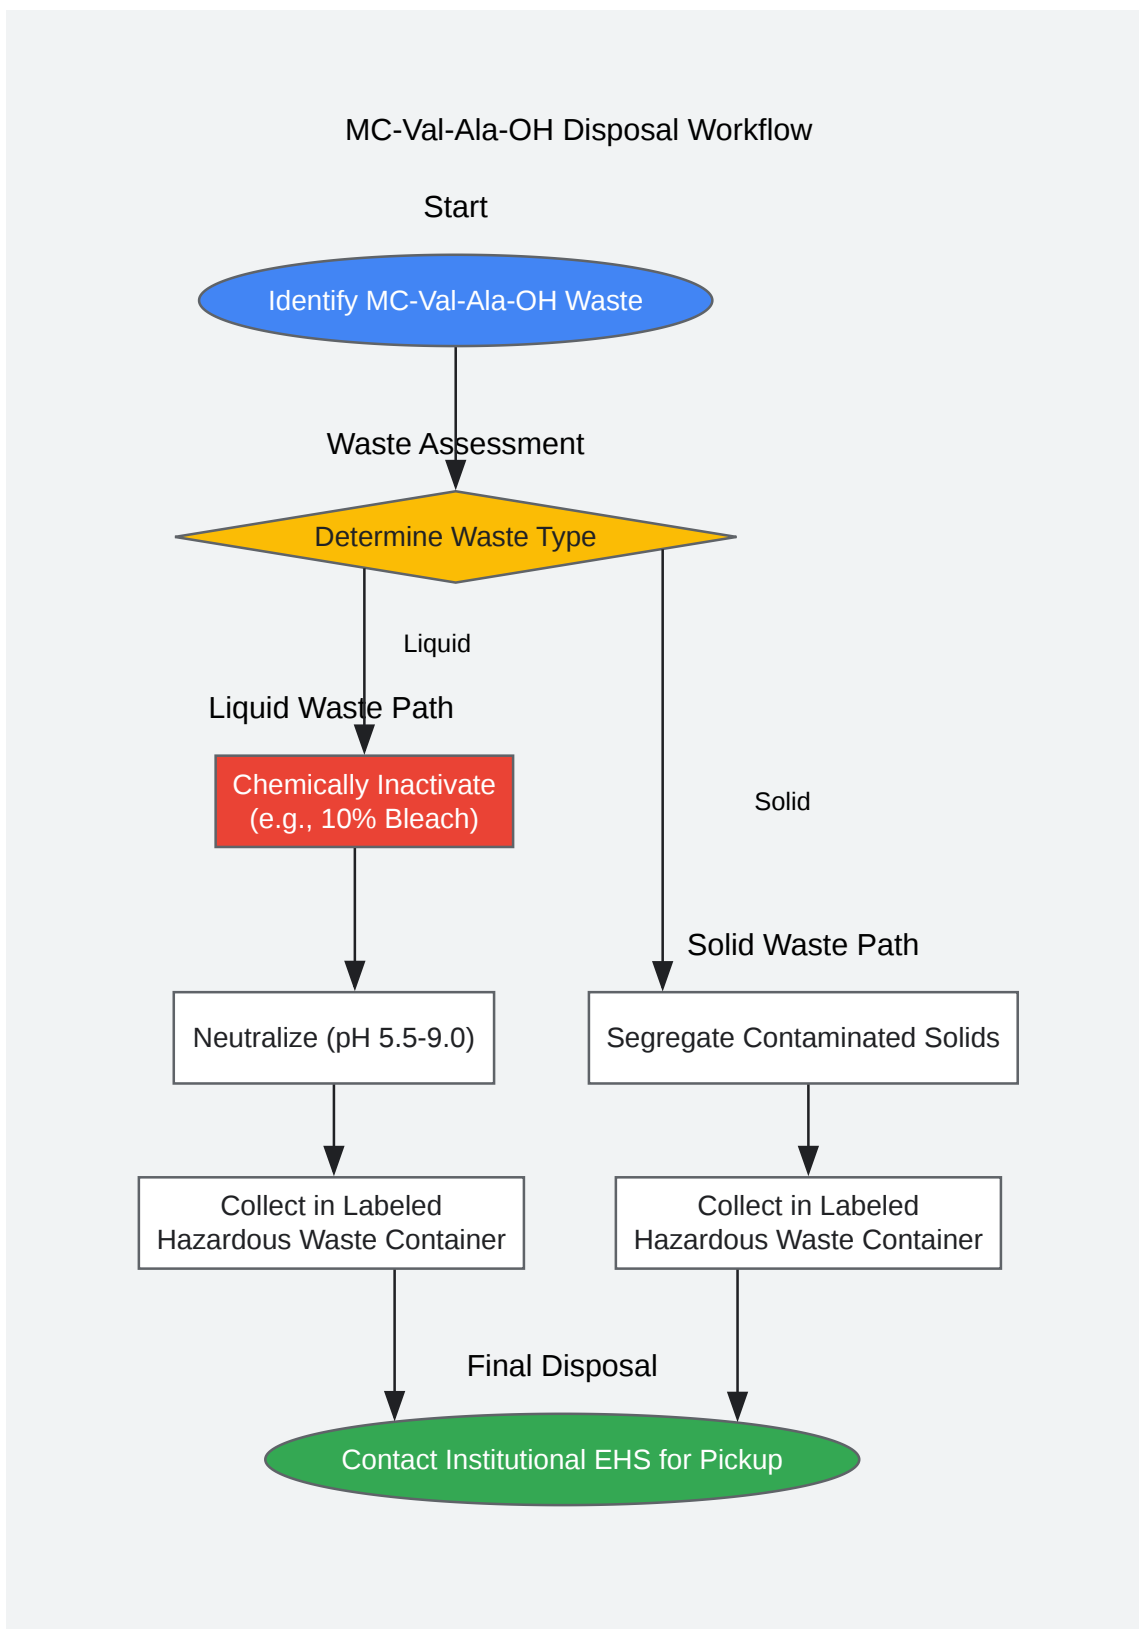 MC-Val-Ala-OH Disposal Workflow
Start
Identify MC-Val-Ala-OH Waste
Waste Assessment
Determine Waste Type
Liquid
Liquid Waste Path
Chemically Inactivate
(e.g., 10% Bleach)
Solid
Solid Waste Path
Neutralize (pH 5.5-9.0)
Segregate Contaminated Solids
Collect in Labeled
Hazardous Waste Container
Collect in Labeled
Hazardous Waste Container
Final Disposal
Contact Institutional EHS for Pickup